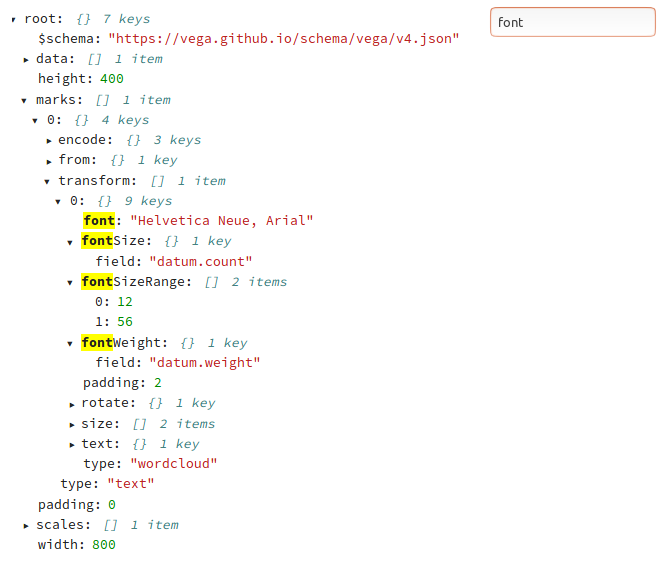 root: {} 7 keys
font
$schema: "https://vega.github.io/schema/vega/v4.json"
data: [] 1 item
height: 400
marks: [] 1 item
0: {} 4 keys
encode: {} 3 keys
from: {} 1 key
transform: [] 1 item
0: {} 9 keys
font: "Helvetica Neue, Arial"
fontSize: {} 1 key
field: "datum.count"
fontSizeRange: [] 2 items
0: 12
1: 56
fontWeight: {} 1 key
field: "datum.weight"
padding: 2
rotate: {} 1 key
size: [] 2 items
text: {} 1 key
type: "wordcloud"
type: "text"
padding: 0
scales: [] 1 item
width: 800